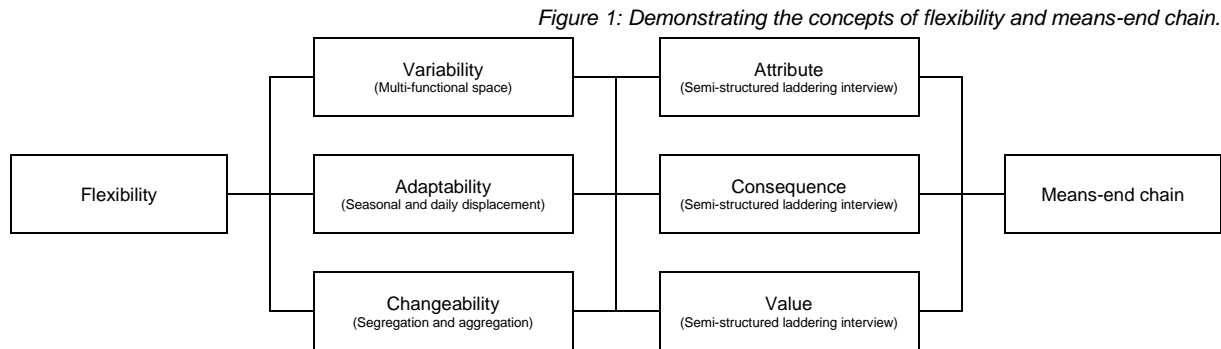 Figure 1: Demonstrating the concepts of flexibility and means-end chain.
Variability
(Multi-functional space)
Attribute
(Semi-structured laddering interview)
Flexibility
Adaptability
(Seasonal and daily displacement)
Consequence
(Semi-structured laddering interview)
Means-end chain
Changeability
(Segregation and aggregation)
Value
(Semi-structured laddering interview)